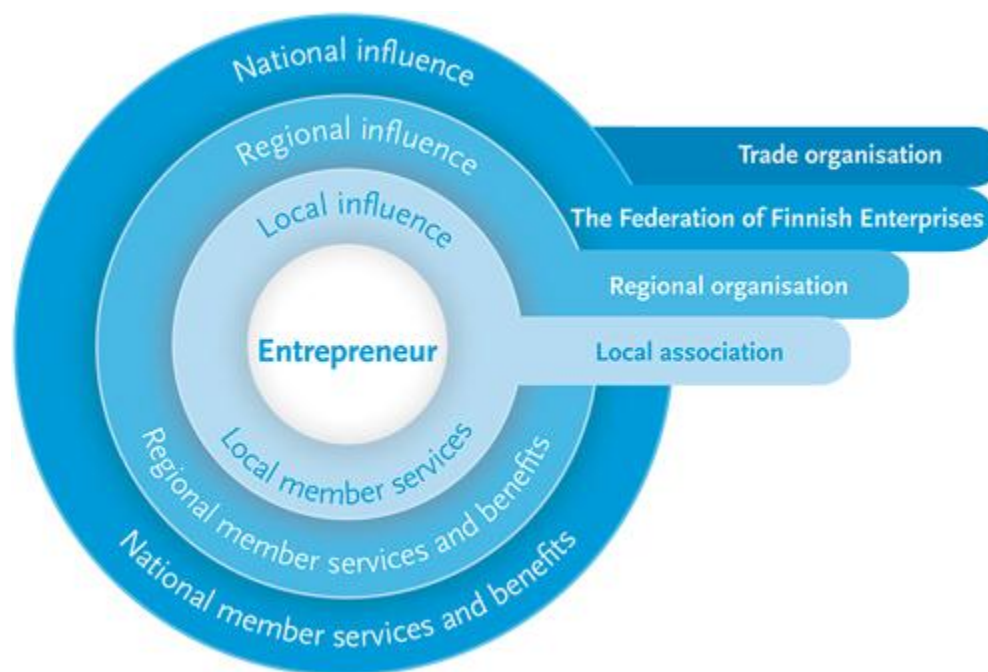 National influence
Regional influence
Local influence
Entrepreneur
Local member services
Regional member services and benefits
National member services and benefits
Trade organisation
The Federation of Finnish Enterprises
Regional organisation
Local association